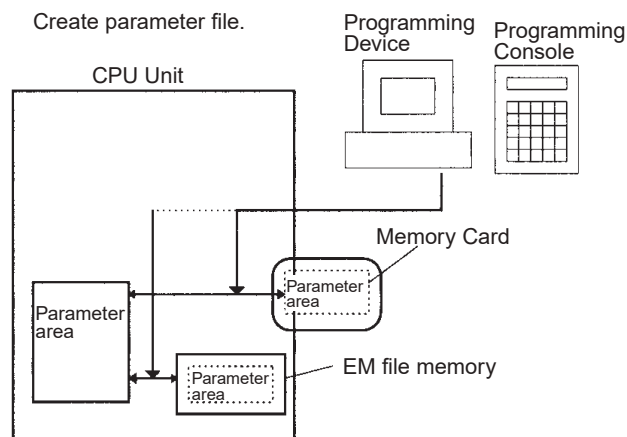 Create parameter file.
Programming
Device
Programming
Console
CPU Unit
Memory Card
Parameter
area
Parameter
area
EM file memory
Parameter
area